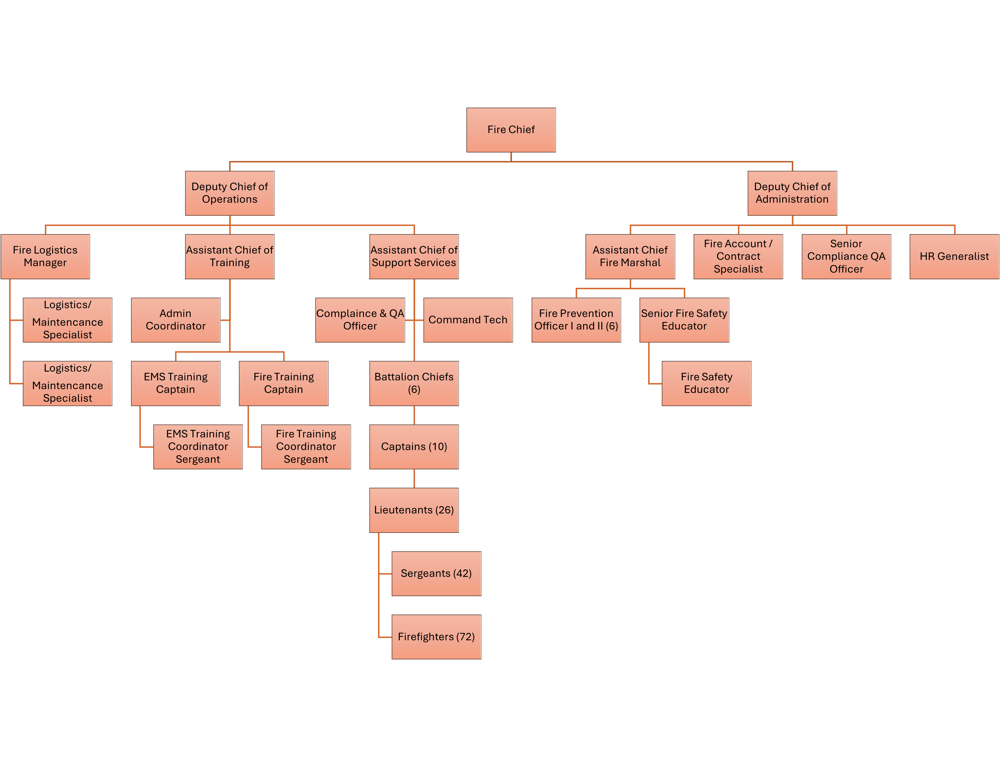 Fire Chief
Deputy Chief of
Operations
Deputy Chief of
Administration
Fire Logistics
Manager
Assistant Chief of
Training
Assistant Chief of
Support Services
Assistant Chief
Fire Marshal
Fire Account /
Contract
Specialist
Senior
Compliance QA
Officer
HR Generalist
Logistics/
Maintencance
Specialist
Admin
Coordinator
Complaince & QA
Officer
Command Tech
Fire Prevention
Officer I and II (6)
Senior Fire Safety
Educator
Logistics/
Maintencance
Specialist
EMS Training
Captain
Fire Training
Captain
Battalion Chiefs
(6)
Fire Safety
Educator
EMS Training
Coordinator
Sergeant
Fire Training
Coordinator
Sergeant
Captains (10)
Lieutenants (26)
Sergeants (42)
Firefighters (72)